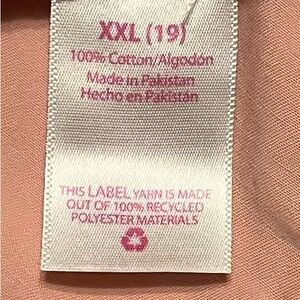 XXL (19)
100% Cotton/Algodón
Made in Pakistan
Hecho en Pakistán
THIS LABEL YARN IS MADE
OUT OF 100% RECYCLED
POLYESTER MATERIALS